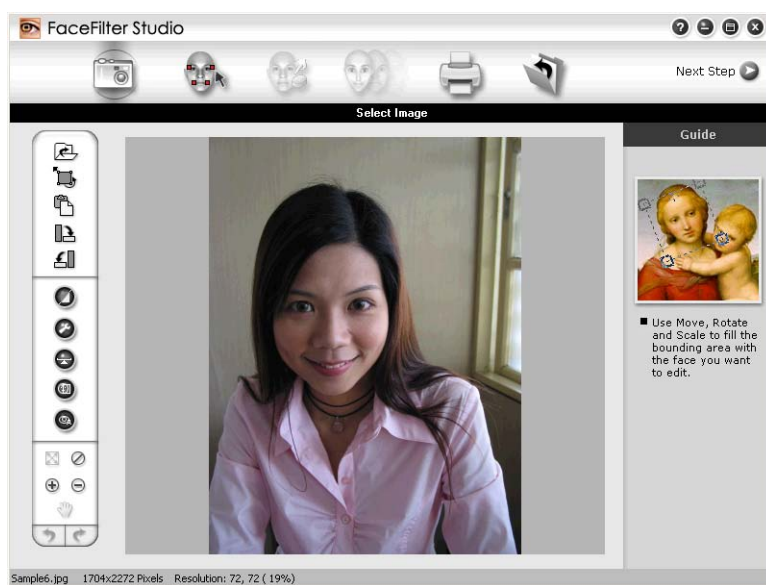 FaceFilter Studio
Next Step
Select Image
Guide
Use Move, Rotate
and Scale to fill the
bounding area with
the face you want
to edit.
Sample6.jpg 1704x2272 Pixels Resolution: 72, 72 ( 19%)